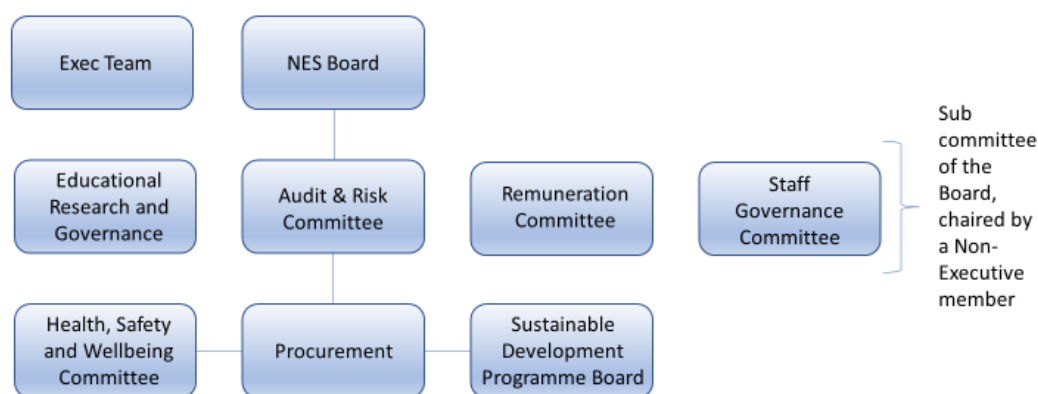 Exec Team
NES Board
Educational
Research and
Governance
Audit & Risk
Committee
Remuneration
Committee
Staff
Governance
Committee
Sub
committee
of the
Board,
chaired by
a Non-
Executive
member
Health, Safety
and Wellbeing
Committee
Procurement
Sustainable
Development
Programme Board